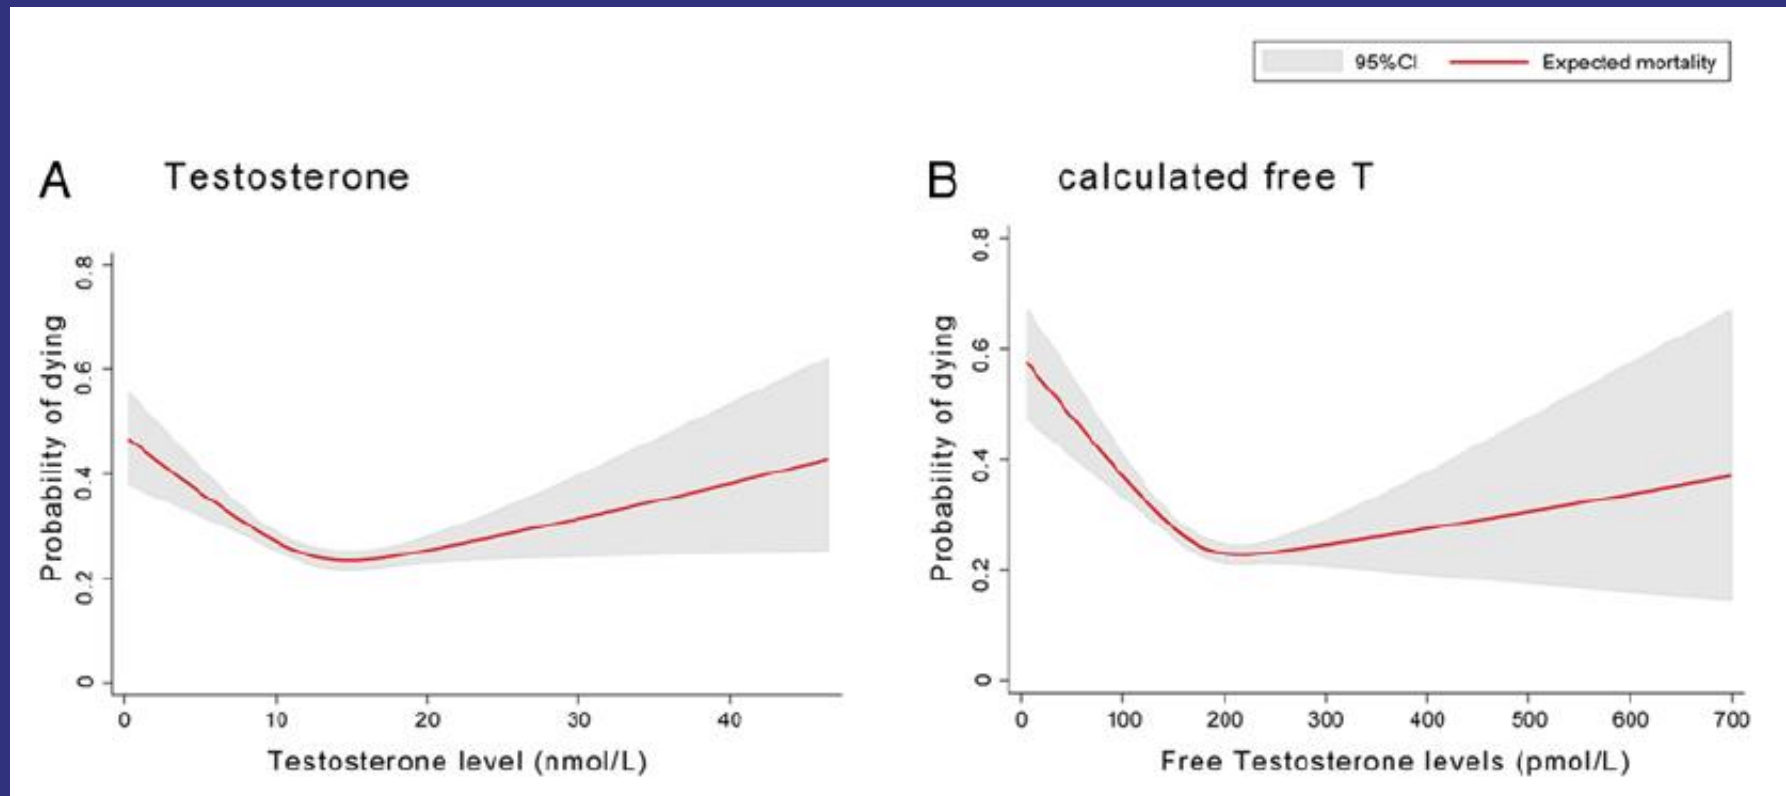 95%CI Expected mortality
A Testosterone
Probability of dying
0.8
0.6
0.4
0.2
0
0 10 20 30 40
Testosterone level (nmol/L)
B calculated free T
Probability of dying
0.8
0.6
0.4
0.2
0
0 100 200 300 400 500 600 700
Free Testosterone levels (pmol/L)